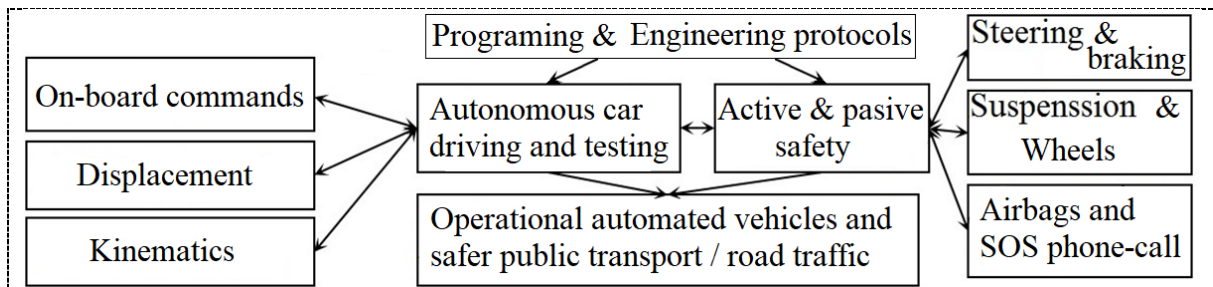 Programing & Engineering protocols
On-board commands
Displacement
Kinematics
Autonomous car
driving and testing
Active & pasive
safety
Operational automated vehicles and
safer public transport / road traffic
Steering &
braking
Suspenssion &
Wheels
Airbags and
SOS phone-call